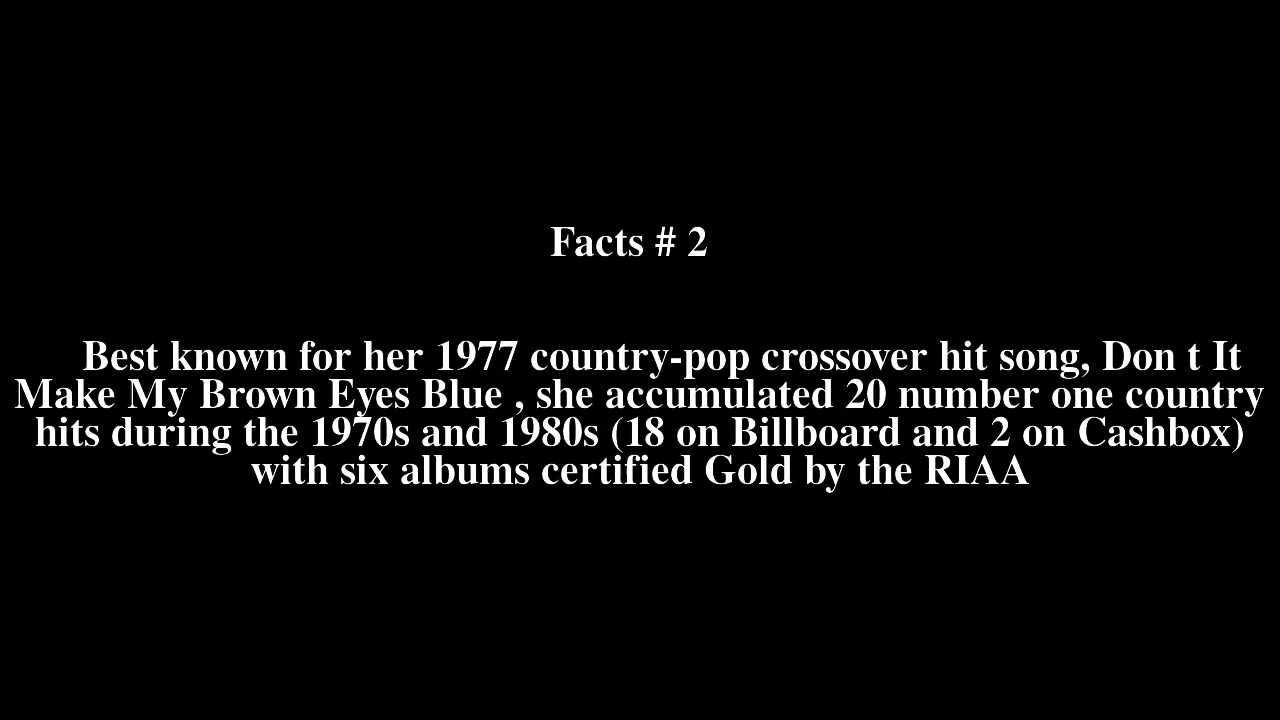 Facts # 2
Best known for her 1977 country-pop crossover hit song, Don t It
Make My Brown Eyes Blue , she accumulated 20 number one country
hits during the 1970s and 1980s (18 on Billboard and 2 on Cashbox)
with six albums certified Gold by the RIAA